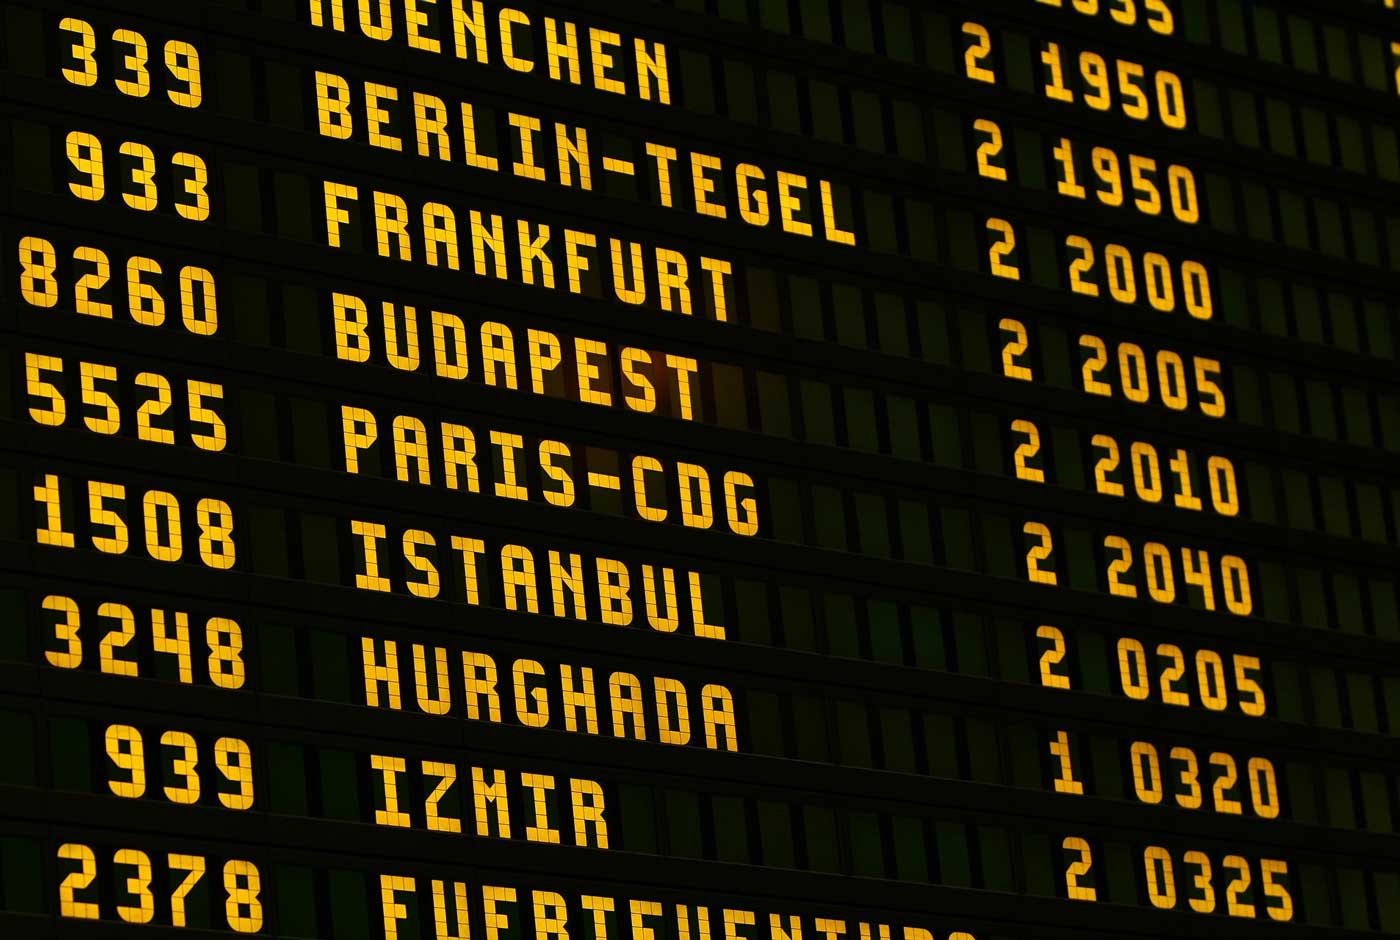 2 1950
MUENCHEN 2 1950
339 BERLIN-TEGEL 2 2000
933 FRANKFURT 2 2005
8260 BUDAPEST 2 2010
5525 PARIS-CDG 2 2040
1508 ISTANBUL 2 0205
3248 HURGHADA 1 0320
939 IZMIR 2 0325
2378 FUERTEVENTURA